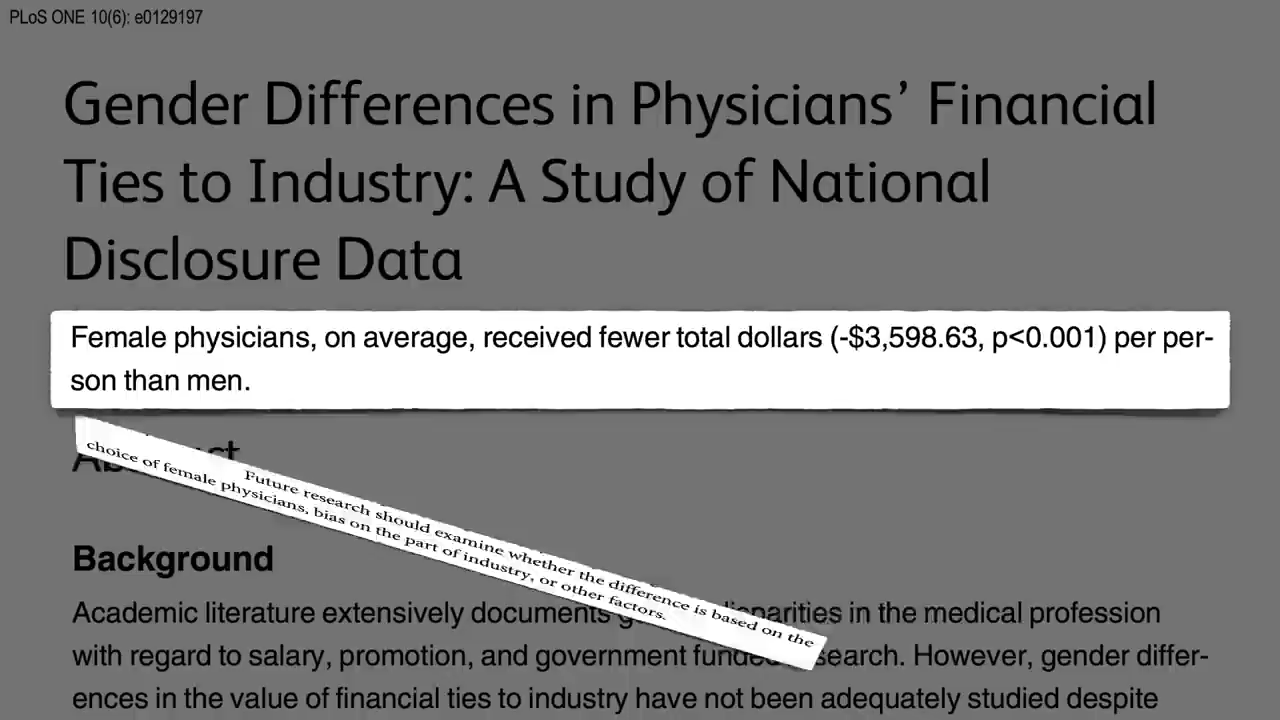 PLoS ONE 10(6): e0129197
Gender Differences in Physicians’ Financial
Ties to Industry: A Study of National
Disclosure Data
Female physicians, on average, received fewer total dollars (-$3,598.63, p<0.001) per per-
son than men.
Future research should examine whether the difference is based on the
choice of female physicians, bias on the part of industry, or other factors.
Background
Academic literature extensively documents disparities in the medical profession
with regard to salary, promotion, and government funded However, gender differ-
ences in the value of financial ties to industry have not been adequately studied despite